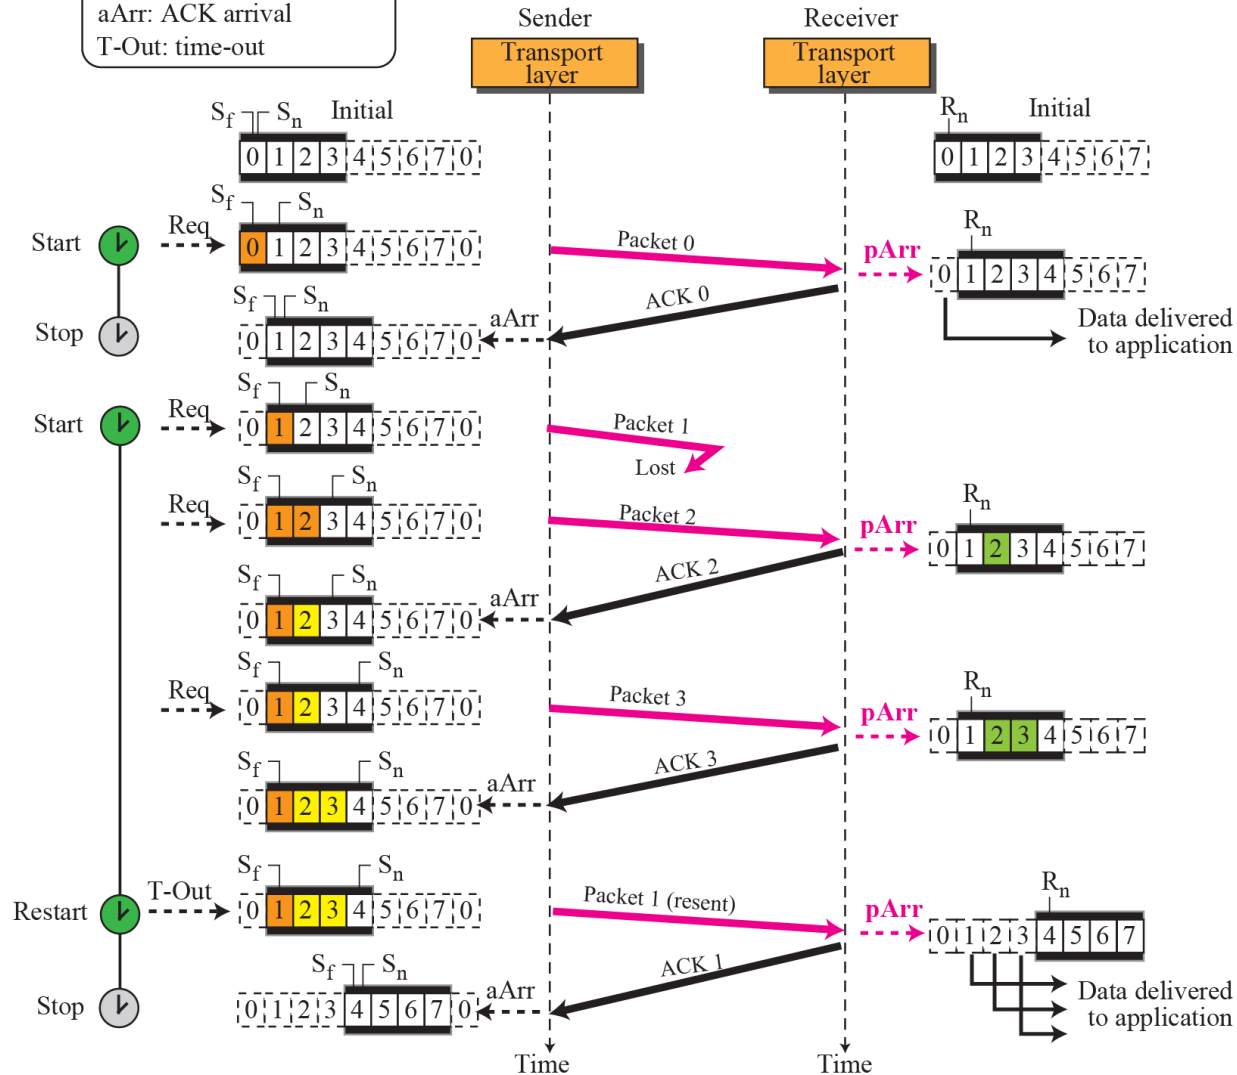 aArr: ACK arrival
T-Out: time-out
Sender
Receiver
Transport
layer
Transport
layer
Sf Sn Initial
0 1 2 3 4 5 6 7 0
Rn Initial
0 1 2 3 4 5 6 7
Start
Req
Sf Sn
0 1 2 3 4 5 6 7 0
Packet 0
pArr
Rn
0 1 2 3 4 5 6 7
ACK 0
Stop
Sf Sn
0 1 2 3 4 5 6 7 0
aArr
Data delivered
to application
Start
Req
Sf Sn
0 1 2 3 4 5 6 7 0
Packet 1
Lost
Req
Sf Sn
0 1 2 3 4 5 6 7 0
Packet 2
pArr
Rn
0 1 2 3 4 5 6 7
ACK 2
Sf Sn
0 1 2 3 4 5 6 7 0
aArr
Req
Sf Sn
0 1 2 3 4 5 6 7 0
Packet 3
pArr
Rn
0 1 2 3 4 5 6 7
ACK 3
Sf Sn
0 1 2 3 4 5 6 7 0
aArr
Restart
T-Out
Sf Sn
0 1 2 3 4 5 6 7 0
Packet 1 (resent)
pArr
Rn
0 1 2 3 4 5 6 7
ACK 1
Stop
Sf Sn
0 1 2 3 4 5 6 7 0
aArr
Data delivered
to application
Time
Time